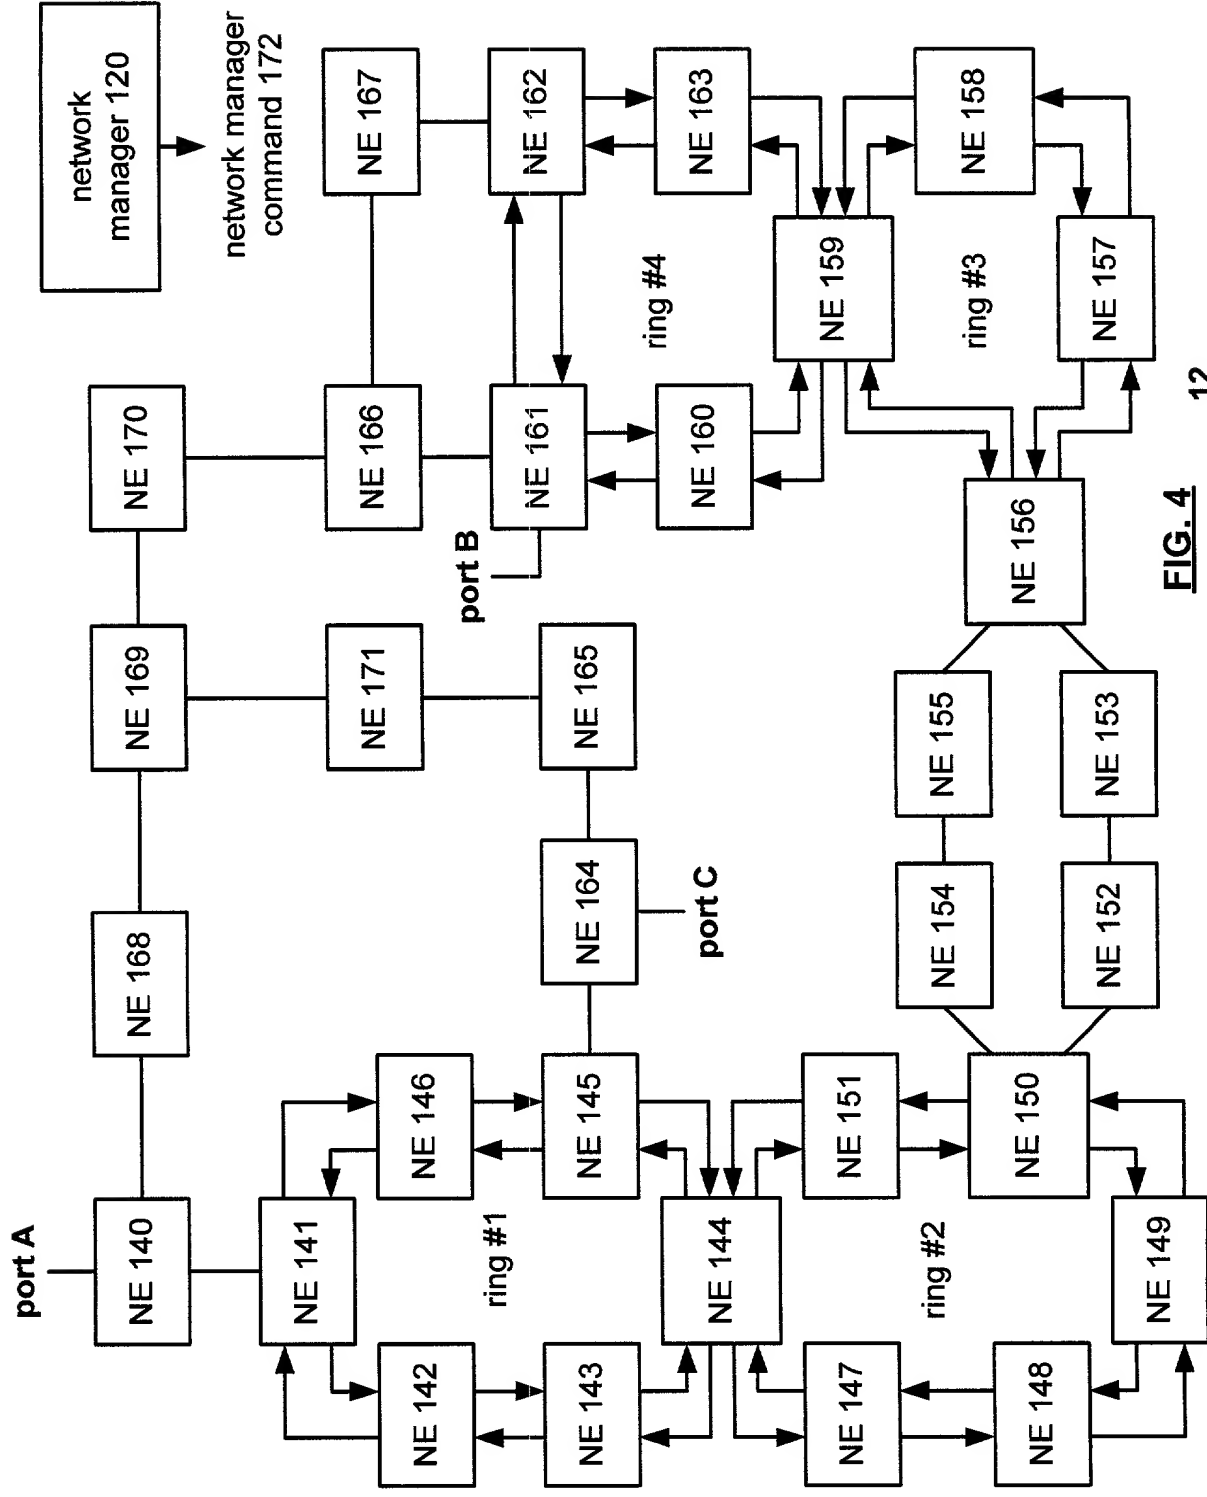 port A
NE 140
NE 168
NE 169
NE 170
network
manager 120
network manager
command 172
NE 141
NE 142
NE 146
ring #1
NE 143
NE 145
NE 164
port C
NE 165
NE 171
NE 166
NE 167
port B
NE 161
NE 162
ring #4
NE 160
NE 163
NE 144
NE 159
NE 147
NE 151
ring #2
NE 148
NE 150
NE 149
NE 154
NE 155
NE 152
NE 153
NE 156
ring #3
NE 158
NE 157
FIG. 4
12